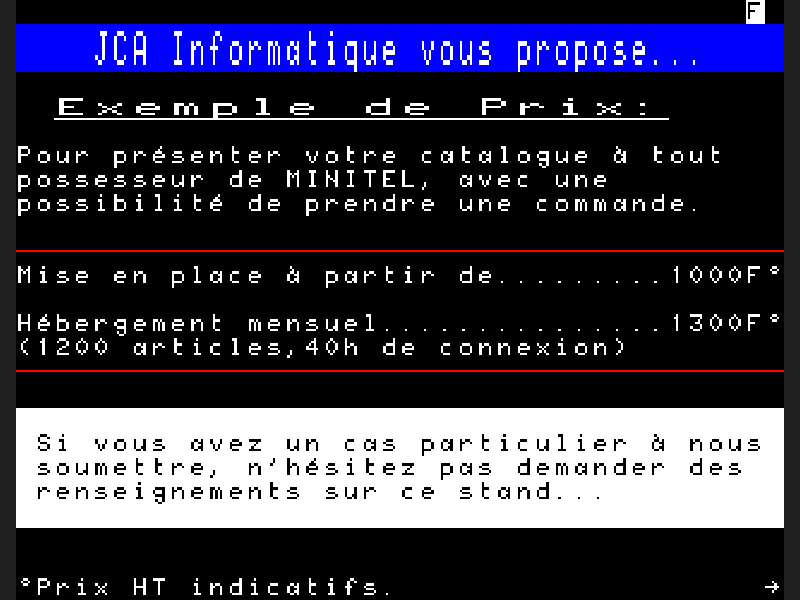 F
JCA Informatique vous propose...
Exemple de Prix:
Pour présenter votre catalogue à tout
possesseur de MINITEL, avec une
possibilité de prendre une commande.
Mise en place à partir de.........1000F°
Hébergement mensuel...............1300F°
(1200 articles,40h de connexion)
Si vous avez un cas particulier à nous
soumettre, n'hésitez pas demander des
renseignements sur ce stand...
°Prix HT indicatifs. →